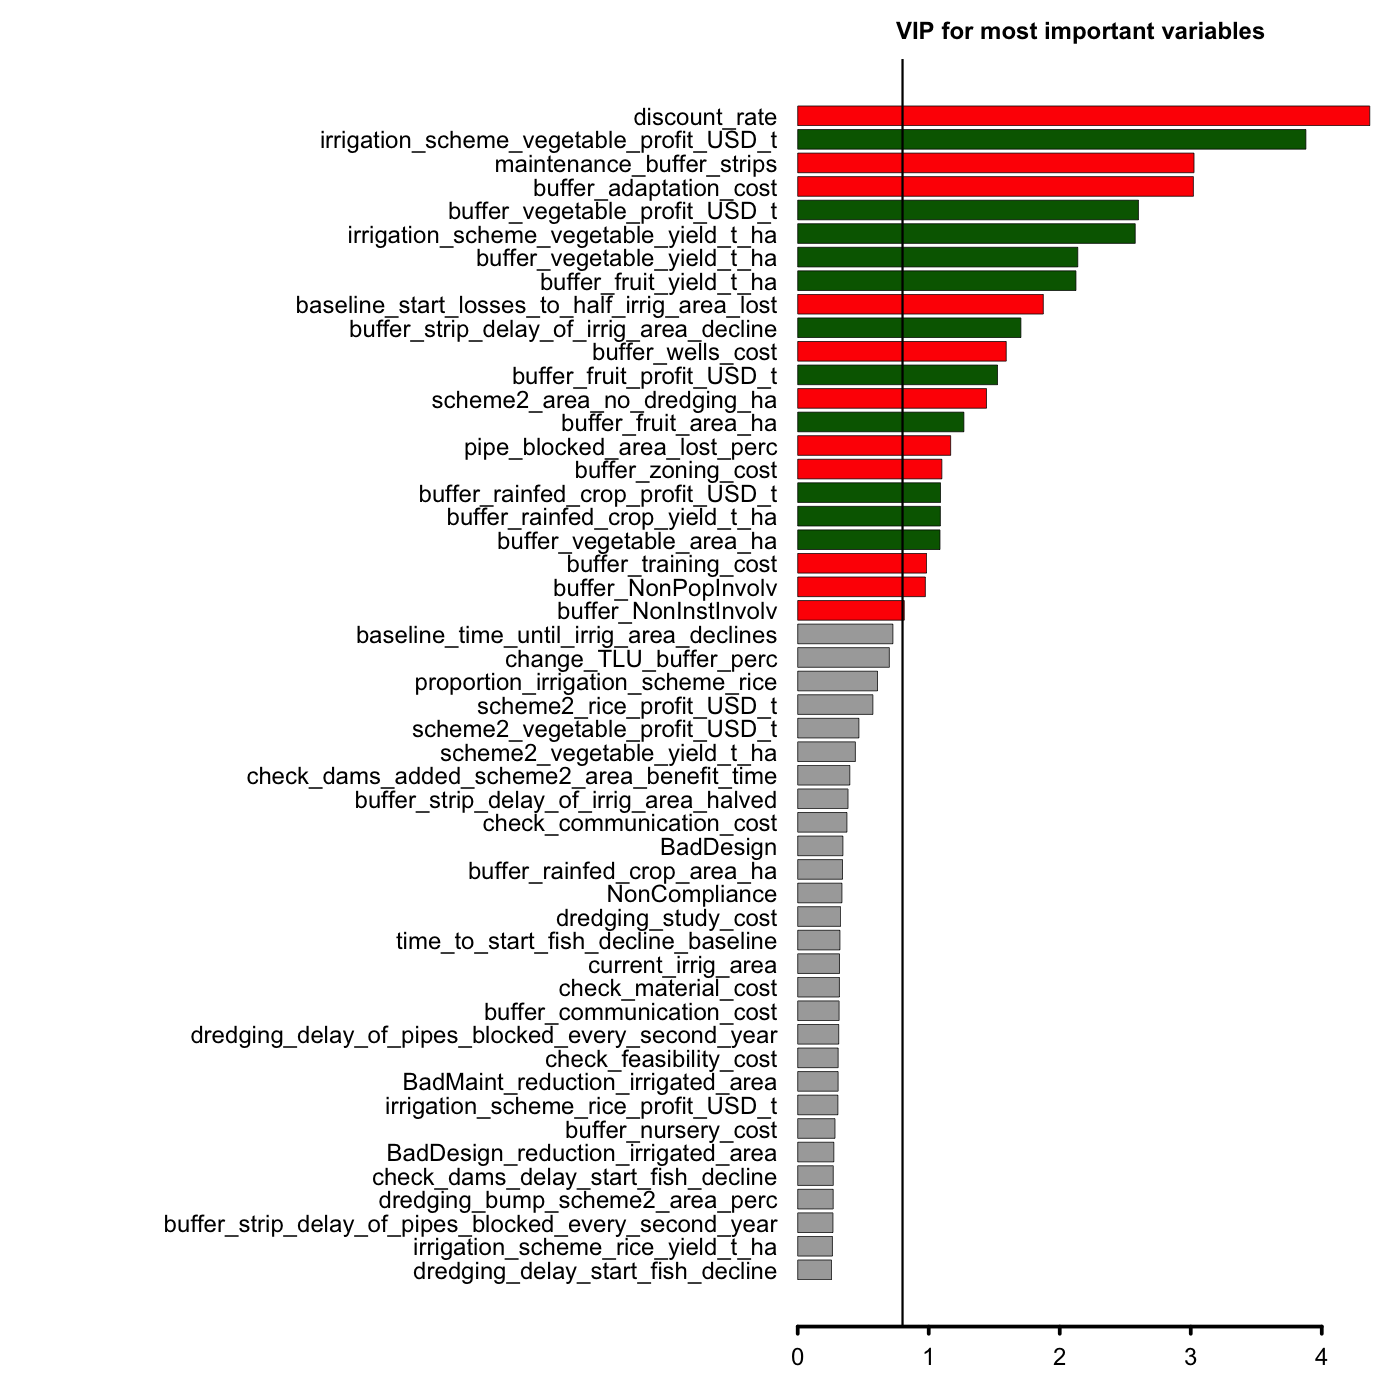 VIP for most important variables
discount_rate
irrigation_scheme_vegetable_profit_USD_t
maintenance_buffer_strips
buffer_adaptation_cost
buffer_vegetable_profit_USD_t
irrigation_scheme_vegetable_yield_t_ha
buffer_vegetable_yield_t_ha
buffer_fruit_yield_t_ha
baseline_start_losses_to_half_irrig_area_lost
buffer_strip_delay_of_irrig_area_decline
buffer_wells_cost
buffer_fruit_profit_USD_t
scheme2_area_no_dredging_ha
buffer_fruit_area_ha
pipe_blocked_area_lost_perc
buffer_zoning_cost
buffer_rainfed_crop_profit_USD_t
buffer_rainfed_crop_yield_t_ha
buffer_vegetable_area_ha
buffer_training_cost
buffer_NonPopInvolv
buffer_NonInstInvolv
baseline_time_until_irrig_area_declines
change_TLU_buffer_perc
proportion_irrigation_scheme_rice
scheme2_rice_profit_USD_t
scheme2_vegetable_profit_USD_t
scheme2_vegetable_yield_t_ha
check_dams_added_scheme2_area_benefit_time
buffer_strip_delay_of_irrig_area_halved
check_communication_cost
BadDesign
buffer_rainfed_crop_area_ha
NonCompliance
dredging_study_cost
time_to_start_fish_decline_baseline
current_irrig_area
check_material_cost
buffer_communication_cost
dredging_delay_of_pipes_blocked_every_second_year
check_feasibility_cost
BadMaint_reduction_irrigated_area
irrigation_scheme_rice_profit_USD_t
buffer_nursery_cost
BadDesign_reduction_irrigated_area
check_dams_delay_start_fish_decline
dredging_bump_scheme2_area_perc
buffer_strip_delay_of_pipes_blocked_every_second_year
irrigation_scheme_rice_yield_t_ha
dredging_delay_start_fish_decline
0 1 2 3 4